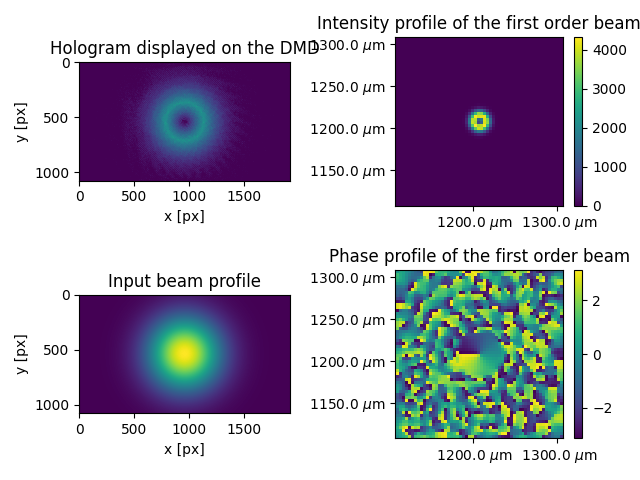 Hologram displayed on the DMD
0
500
1000
y [px]
0
500
1000
1500
x [px]
Intensity profile of the first order beam
1300.0 μm
1250.0 μm
1200.0 μm
1150.0 μm
1200.0 μm
1300.0 μm
4000
3000
2000
1000
0
Input beam profile
0
500
1000
y [px]
0
500
1000
1500
x [px]
Phase profile of the first order beam
1300.0 μm
1250.0 μm
1200.0 μm
1150.0 μm
1200.0 μm
1300.0 μm
2
0
−2